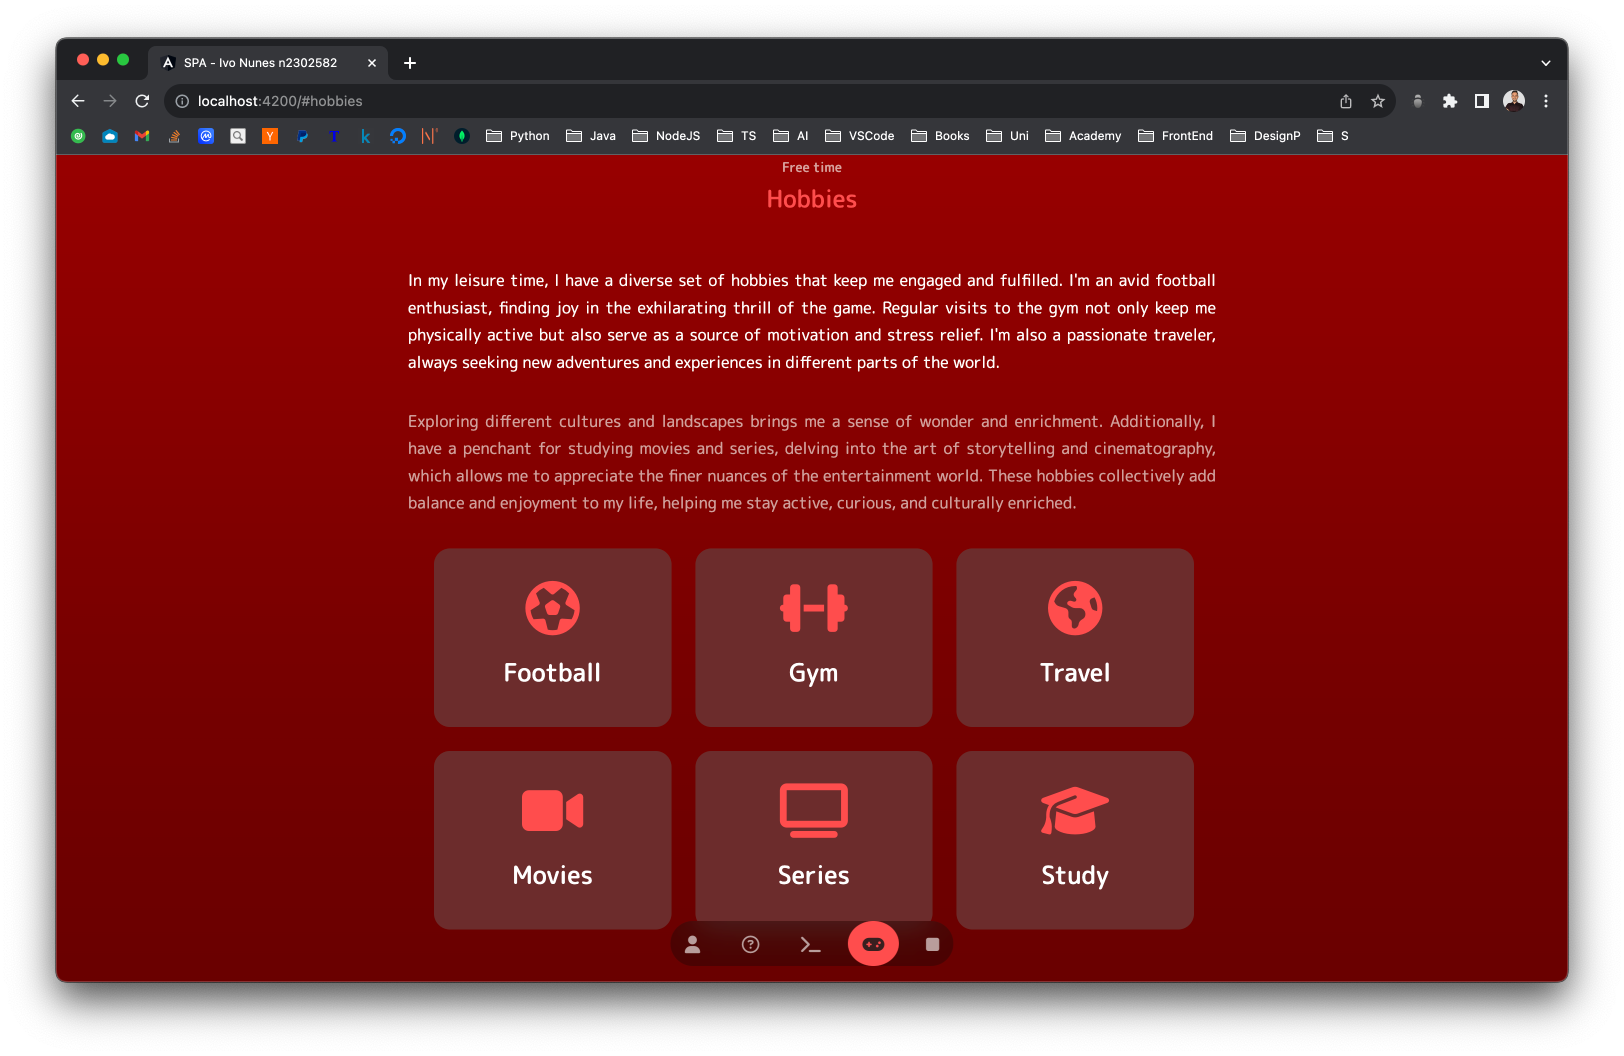 SPA - Ivo Nunes n2302582
localhost:4200/#hobbies
Python Java NodeJS TS AI VSCode Books Uni Academy FrontEnd DesignP S
Free time
Hobbies
In my leisure time, I have a diverse set of hobbies that keep me engaged and fulfilled. I'm an avid football
enthusiast, finding joy in the exhilarating thrill of the game. Regular visits to the gym not only keep me
physically active but also serve as a source of motivation and stress relief. I'm also a passionate traveler,
always seeking new adventures and experiences in different parts of the world.
Exploring different cultures and landscapes brings me a sense of wonder and enrichment. Additionally, I
have a penchant for studying movies and series, delving into the art of storytelling and cinematography,
which allows me to appreciate the finer nuances of the entertainment world. These hobbies collectively add
balance and enjoyment to my life, helping me stay active, curious, and culturally enriched.
Football Gym Travel
Movies Series Study